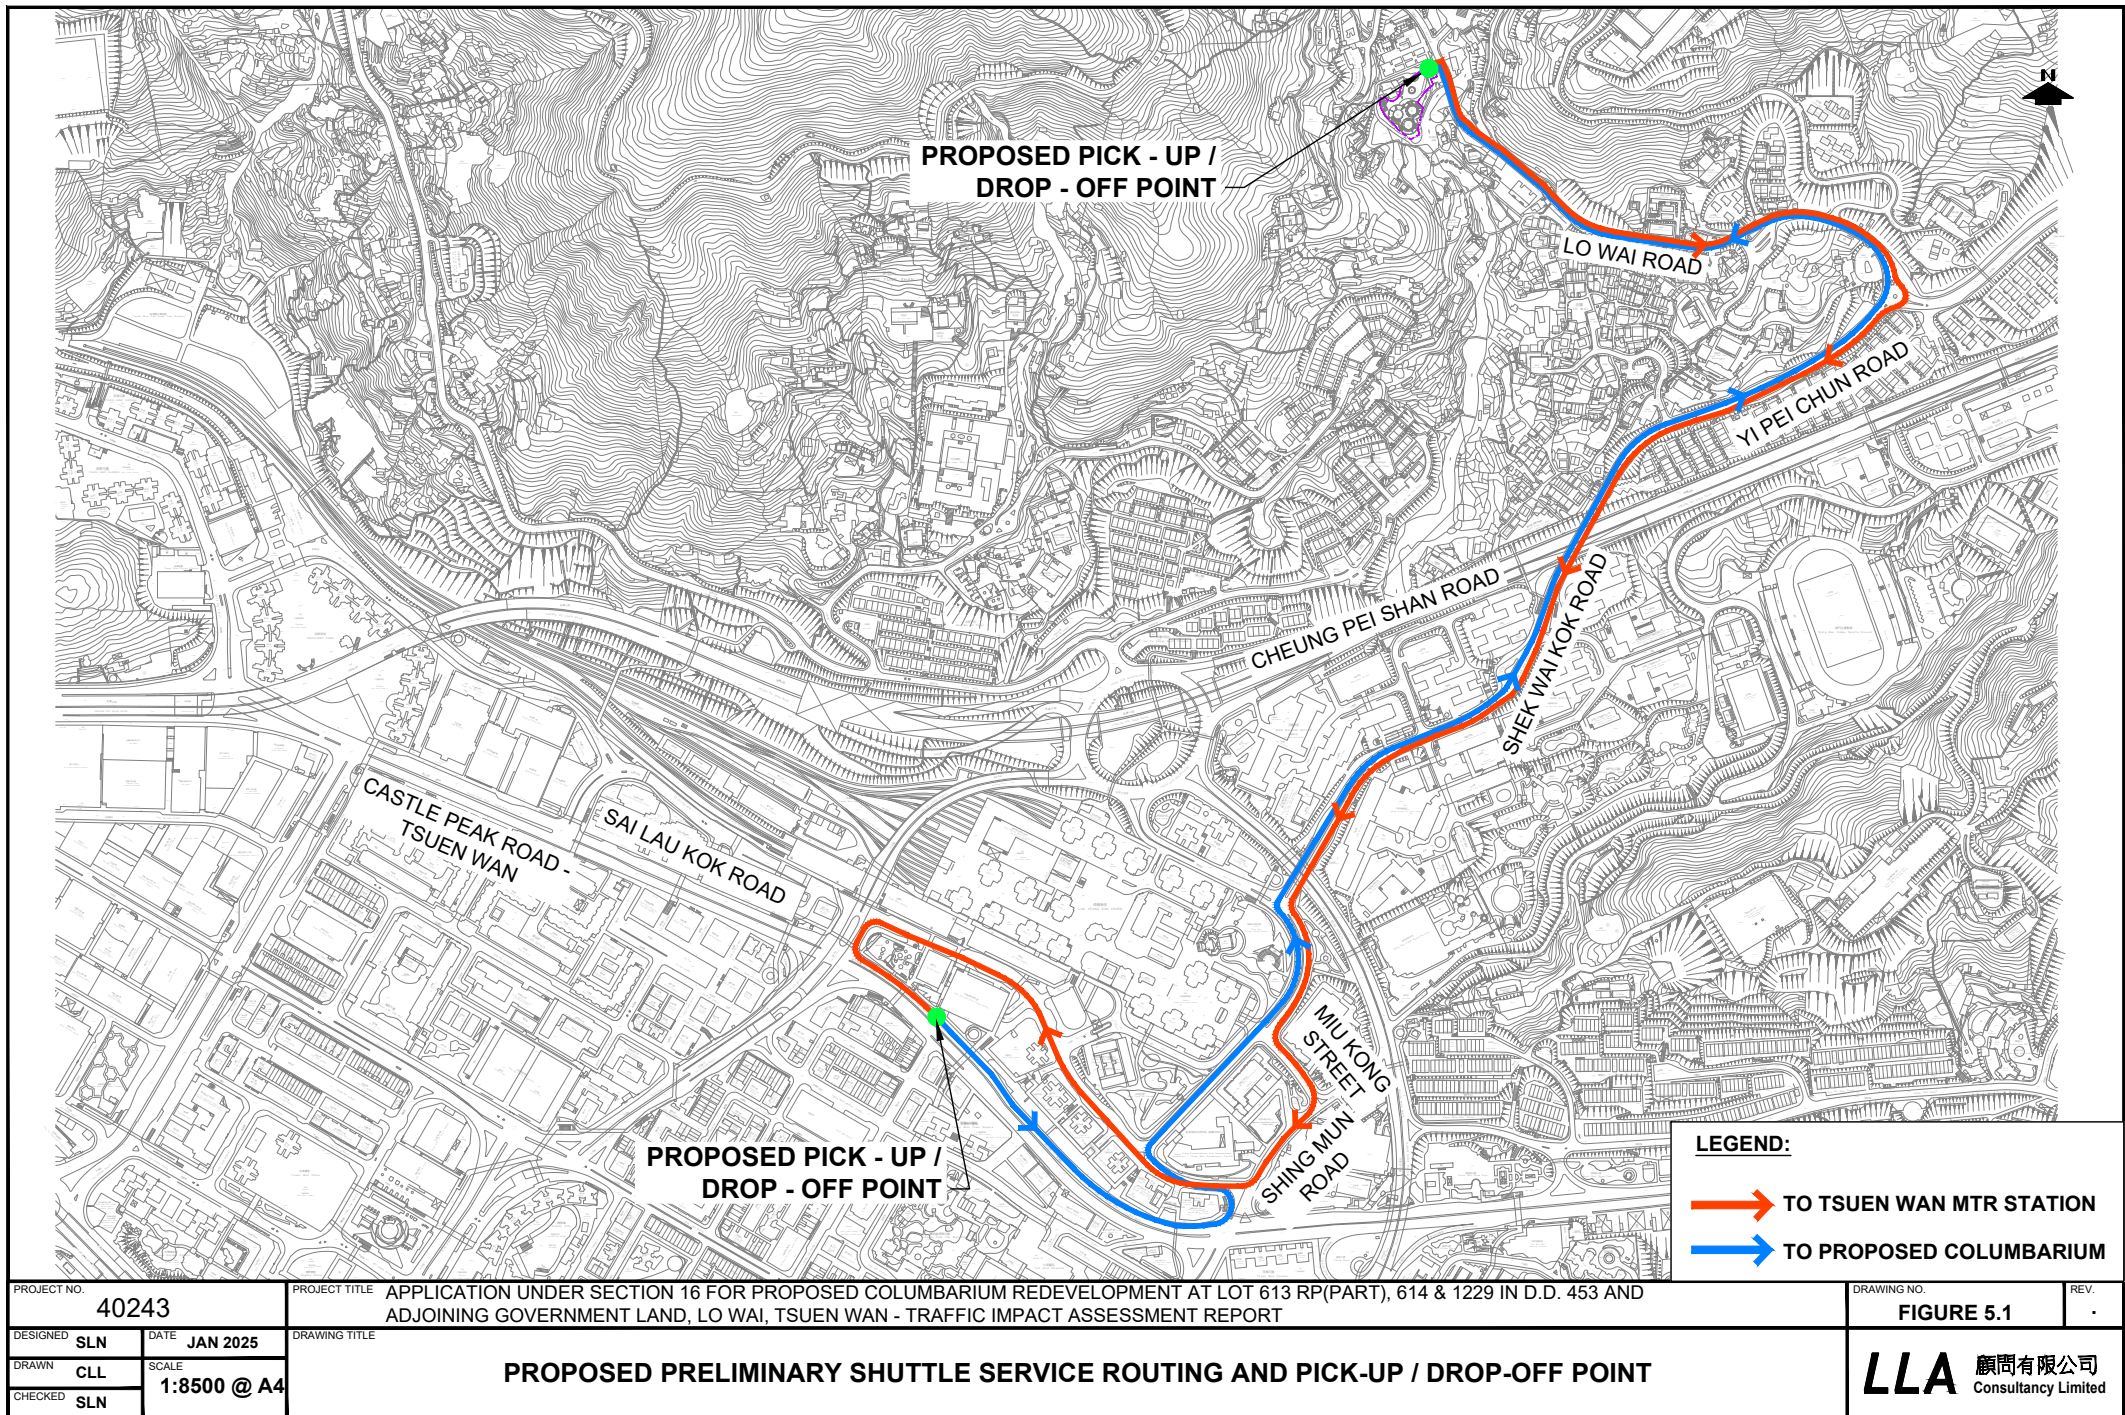 N
PROPOSED PICK - UP /
DROP - OFF POINT
LO WAI ROAD
YI PEI CHUN ROAD
CHEUNG PEI SHAN ROAD
SHEK WAI KOK ROAD
CASTLE PEAK ROAD -
TSUEN WAN
SAI LAU KOK ROAD
MIU KONG
STREET
SHING MUN
ROAD
PROPOSED PICK - UP /
DROP - OFF POINT
LEGEND:
TO TSUEN WAN MTR STATION
TO PROPOSED COLUMBARIUM
PROJECT NO.
40243
PROJECT TITLE
APPLICATION UNDER SECTION 16 FOR PROPOSED COLUMBARIUM REDEVELOPMENT AT LOT 613 RP(PART), 614 & 1229 IN D.D. 453 AND
ADJOINING GOVERNMENT LAND, LO WAI, TSUEN WAN - TRAFFIC IMPACT ASSESSMENT REPORT
DRAWING NO.
FIGURE 5.1
REV.
.
DESIGNED SLN
DATE JAN 2025
DRAWN CLL
SCALE
1:8500 @ A4
CHECKED SLN
DRAWING TITLE
PROPOSED PRELIMINARY SHUTTLE SERVICE ROUTING AND PICK-UP / DROP-OFF POINT
LLA 顧問有限公司
Consultancy Limited